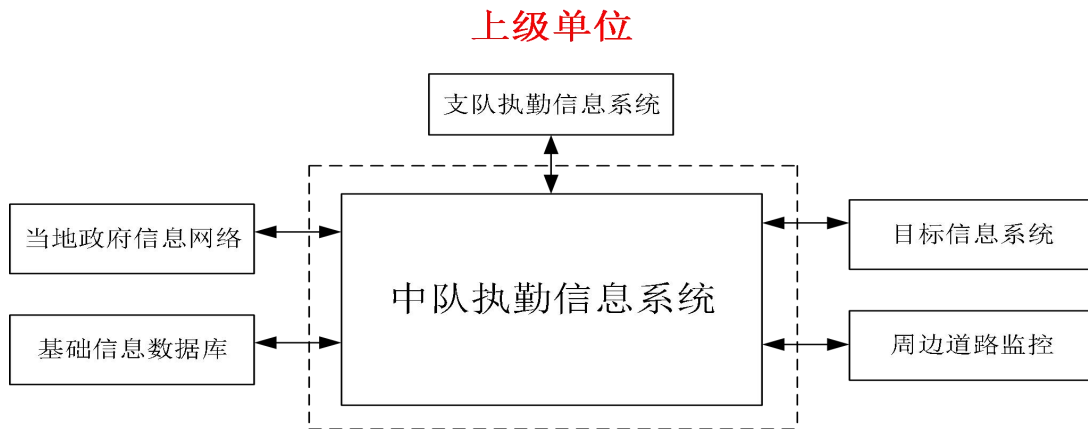 上级单位
支队执勤信息系统
当地政府信息网络
目标信息系统
中队执勤信息系统
基础信息数据库
周边道路监控